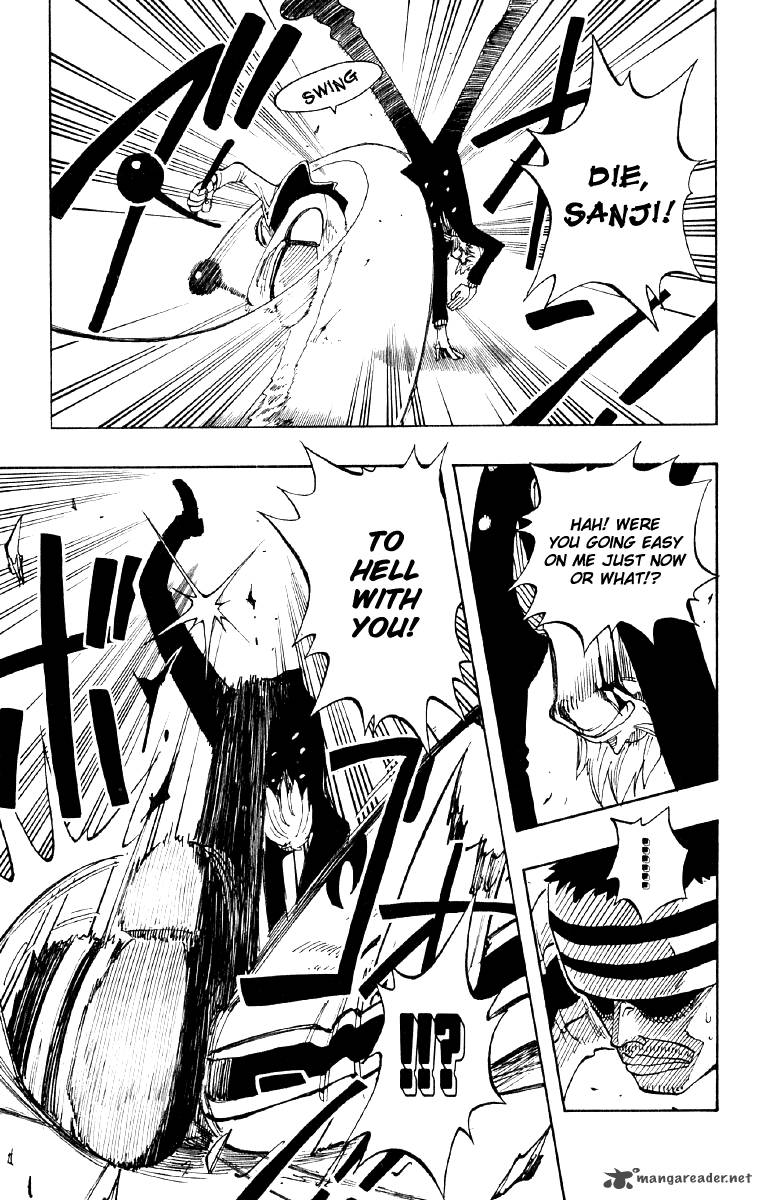 SWING
DIE,
SANJI!
HAH! WERE
YOU GOING EASY
ON ME JUST NOW
OR WHAT!?
TO
HELL
WITH
YOU!
!!?
mangareader.net